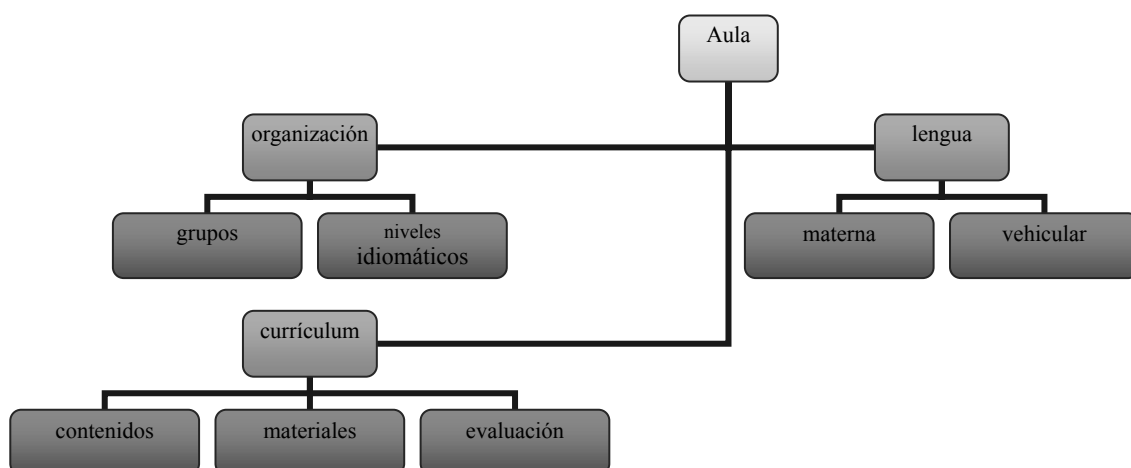 Aula
organización
lengua
grupos
niveles
idiomáticos
materna
vehicular
currículum
contenidos
materiales
evaluación